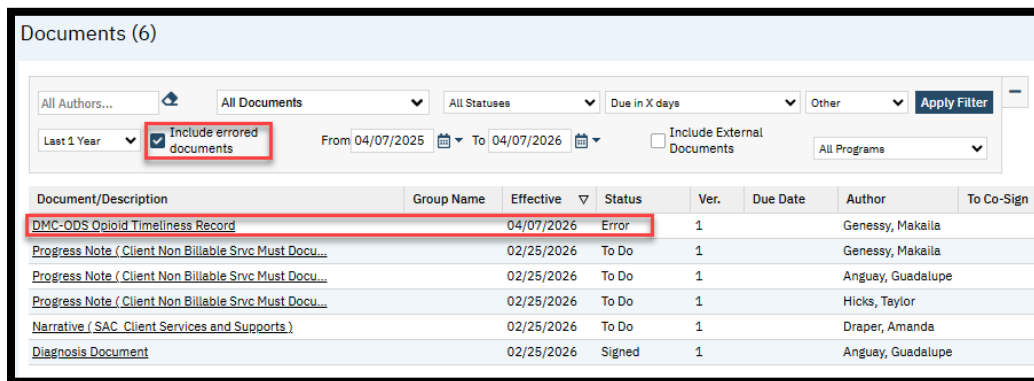 Documents (6)
All Authors... All Documents All Statuses Due in X days Other Apply Filter
Last 1 Year Include errored documents From 04/07/2025 To 04/07/2026 Include External Documents All Programs
Document/Description Group Name Effective Status Ver. Due Date Author To Co-Sign
DMC-ODS Opioid Timeliness Record 04/07/2026 Error 1 Genessy, Makaila
Progress Note ( Client Non Billable Srvc Must Docu... 02/25/2026 To Do 1 Genessy, Makaila
Progress Note ( Client Non Billable Srvc Must Docu... 02/25/2026 To Do 1 Anguay, Guadalupe
Progress Note ( Client Non Billable Srvc Must Docu... 02/25/2026 To Do 1 Hicks, Taylor
Narrative ( SAC Client Services and Supports ) 02/25/2026 To Do 1 Draper, Amanda
Diagnosis Document 02/25/2026 Signed 1 Anguay, Guadalupe